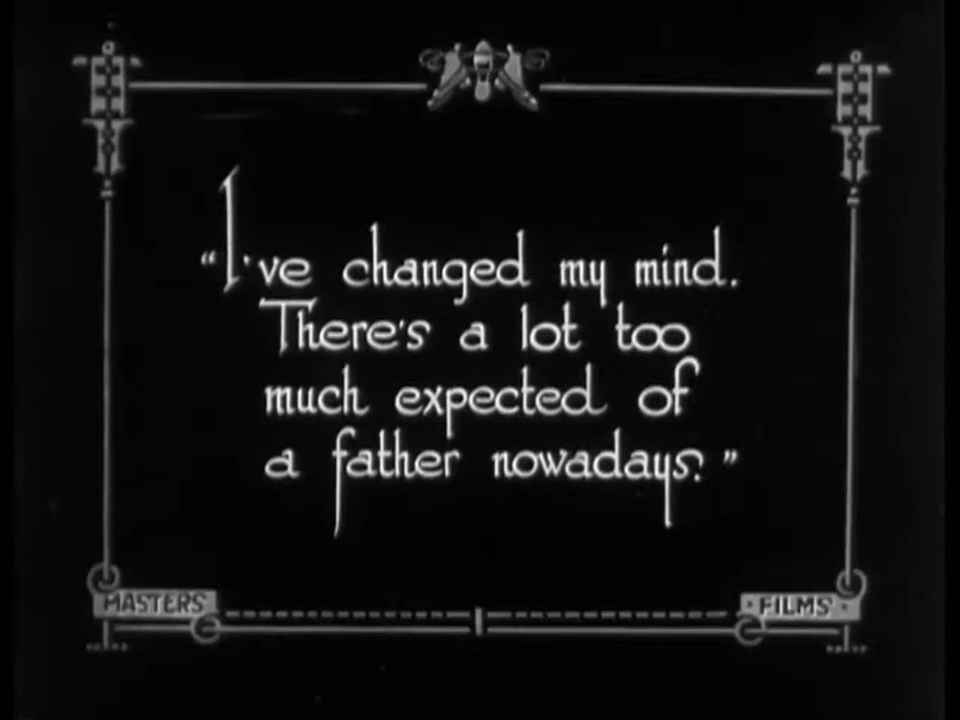 “I've changed my mind.
There's a lot too
much expected of
a father nowadays.”
MASTERS
FILMS